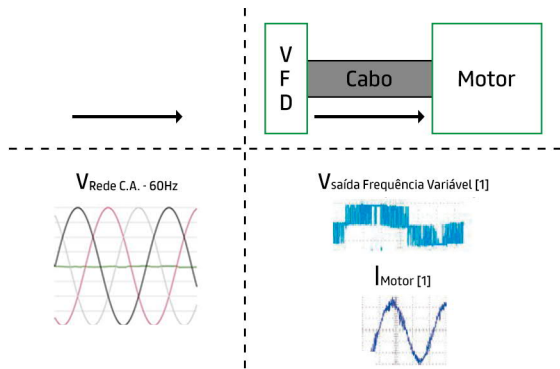 V
F
D
Cabo
Motor
VRede C.A. - 60Hz
Vsaída Frequência Variável [1]
IMotor [1]